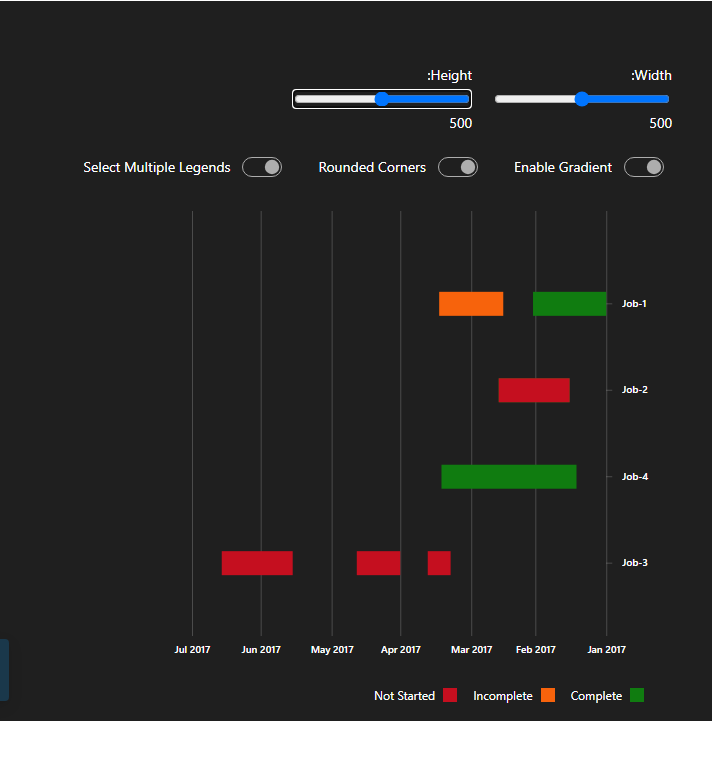 :Height
500
:Width
500
Select Multiple Legends
Rounded Corners
Enable Gradient
Job-1
Job-2
Job-4
Job-3
Jul 2017
Jun 2017
May 2017
Apr 2017
Mar 2017
Feb 2017
Jan 2017
Not Started
Incomplete
Complete